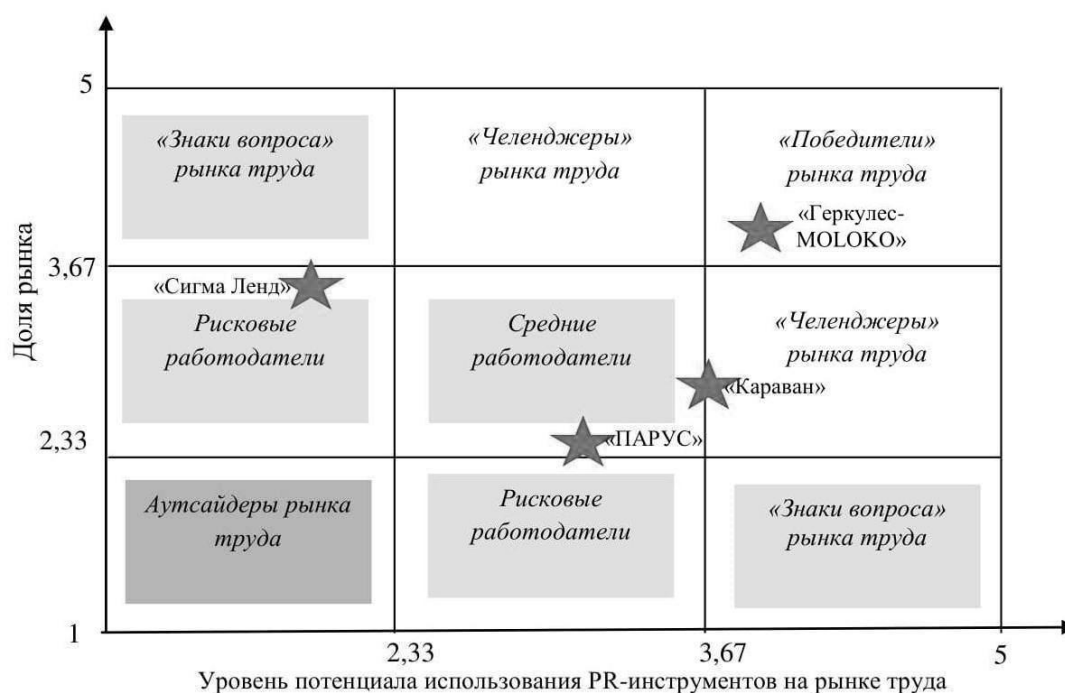 5
«Знаки вопроса»
рынка труда
«Челенджеры»
рынка труда
«Победители»
рынка труда
«Геркулес-
MOLOKO»
Доля рынка
3,67
«Сигма Ленд»
Рисковые
работодатели
Средние
работодатели
«Челенджеры»
рынка труда
«Караван»
«ПАРУС»
2,33
Аутсайдеры рынка
труда
Рисковые
работодатели
«Знаки вопроса»
рынка труда
1
2,33
3,67
5
Уровень потенциала использования PR-инструментов на рынке труда